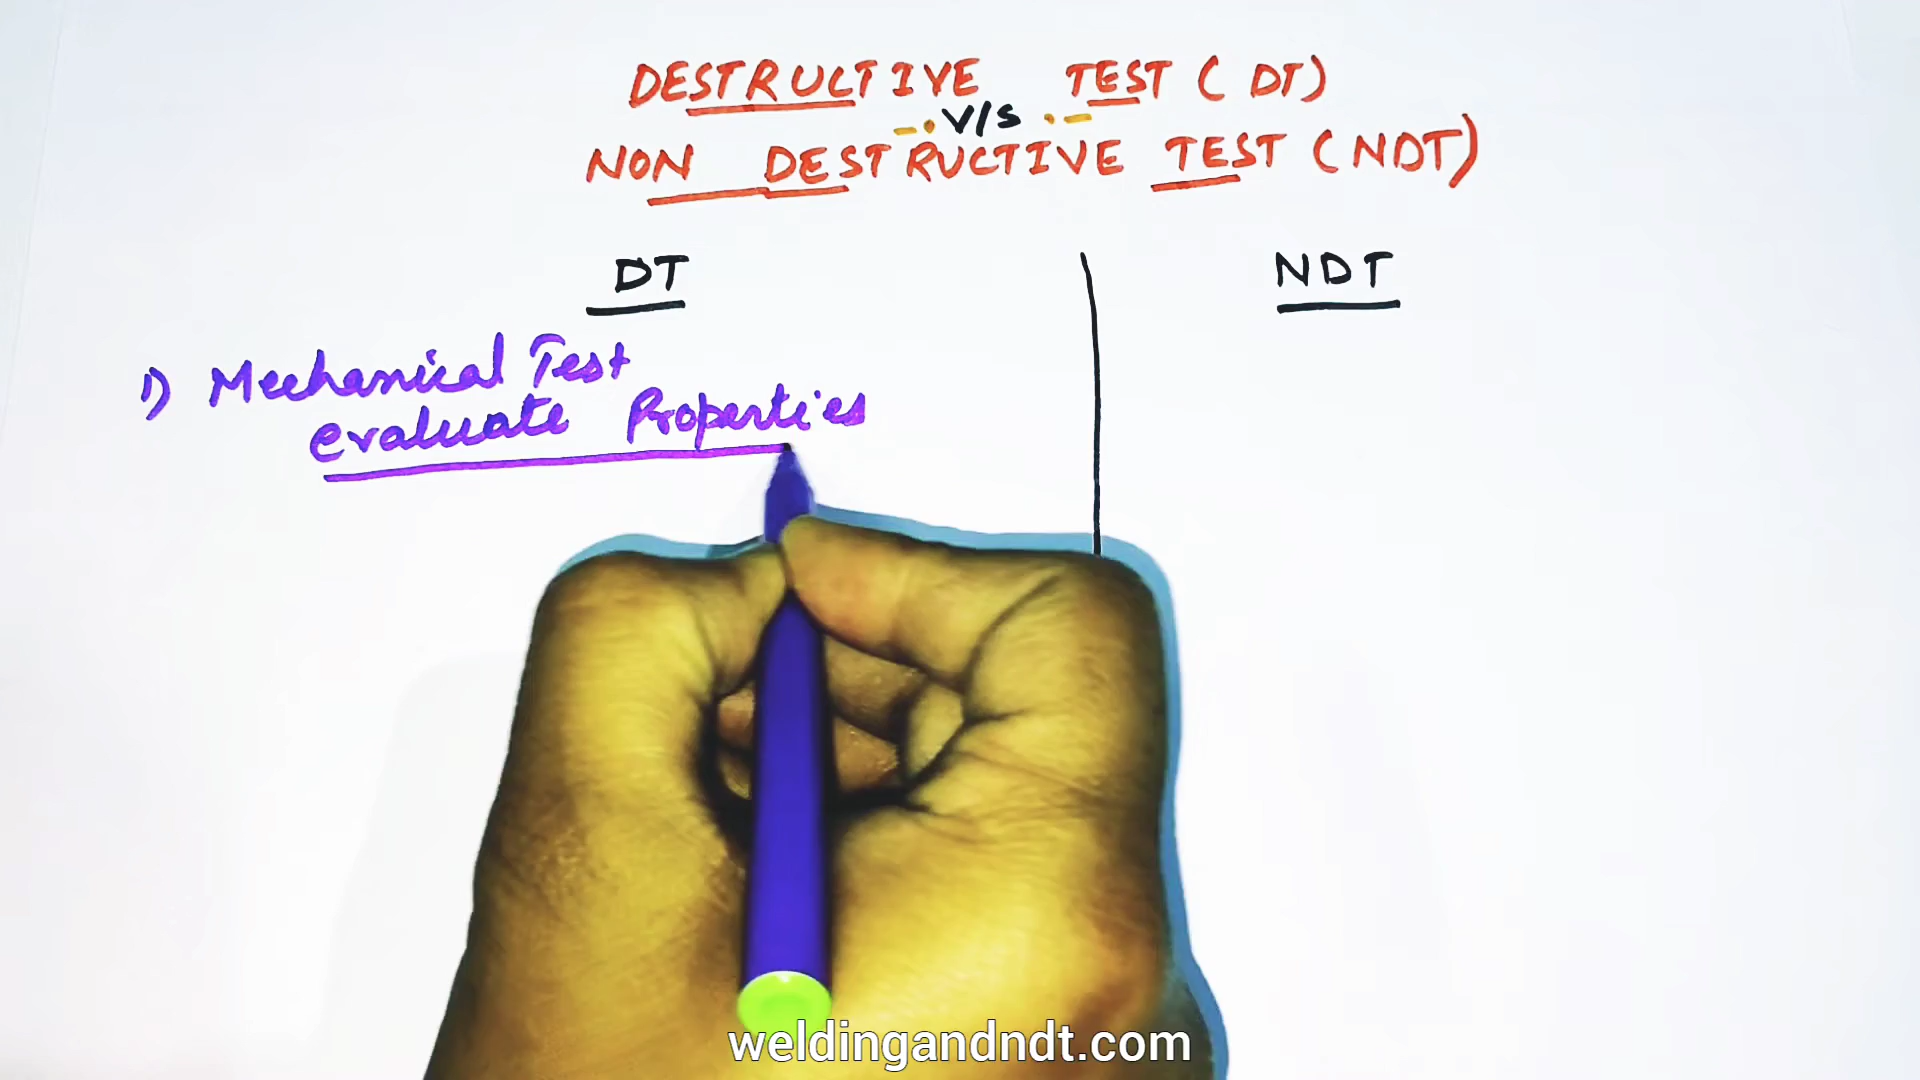 DESTRUCTIVE TEST (DT)
V/S
NON DESTRUCTIVE TEST (NDT)
DT
NDT
1) Mechanical Test
evaluate Properties
weldingandndt.com